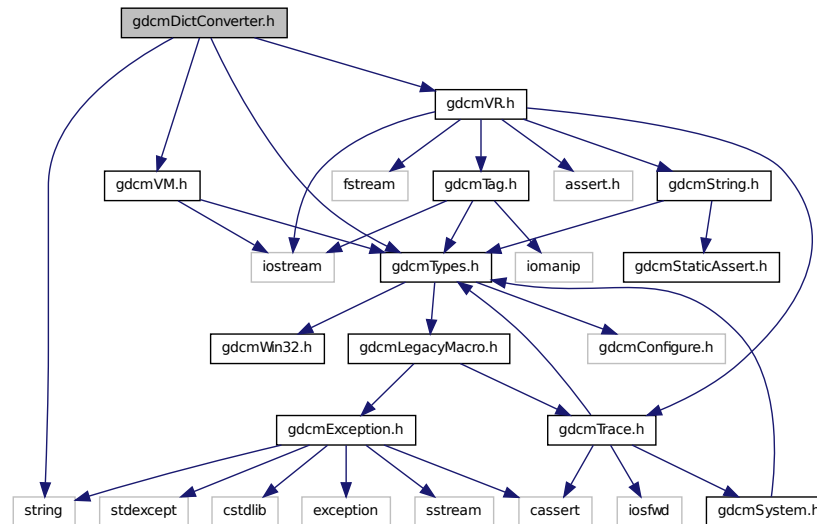 gdcmDictConverter.h
gdcmVR.h
fstream
gdcmTag.h
assert.h
gdcmString.h
gdcmVM.h
iostream
gdcmTypes.h
iomanip
gdcmStaticAssert.h
gdcmWin32.h
gdcmLegacyMacro.h
gdcmConfigure.h
gdcmException.h
gdcmTrace.h
string
stdexcept
cstdlib
exception
sstream
cassert
iosfwd
gdcmSystem.h